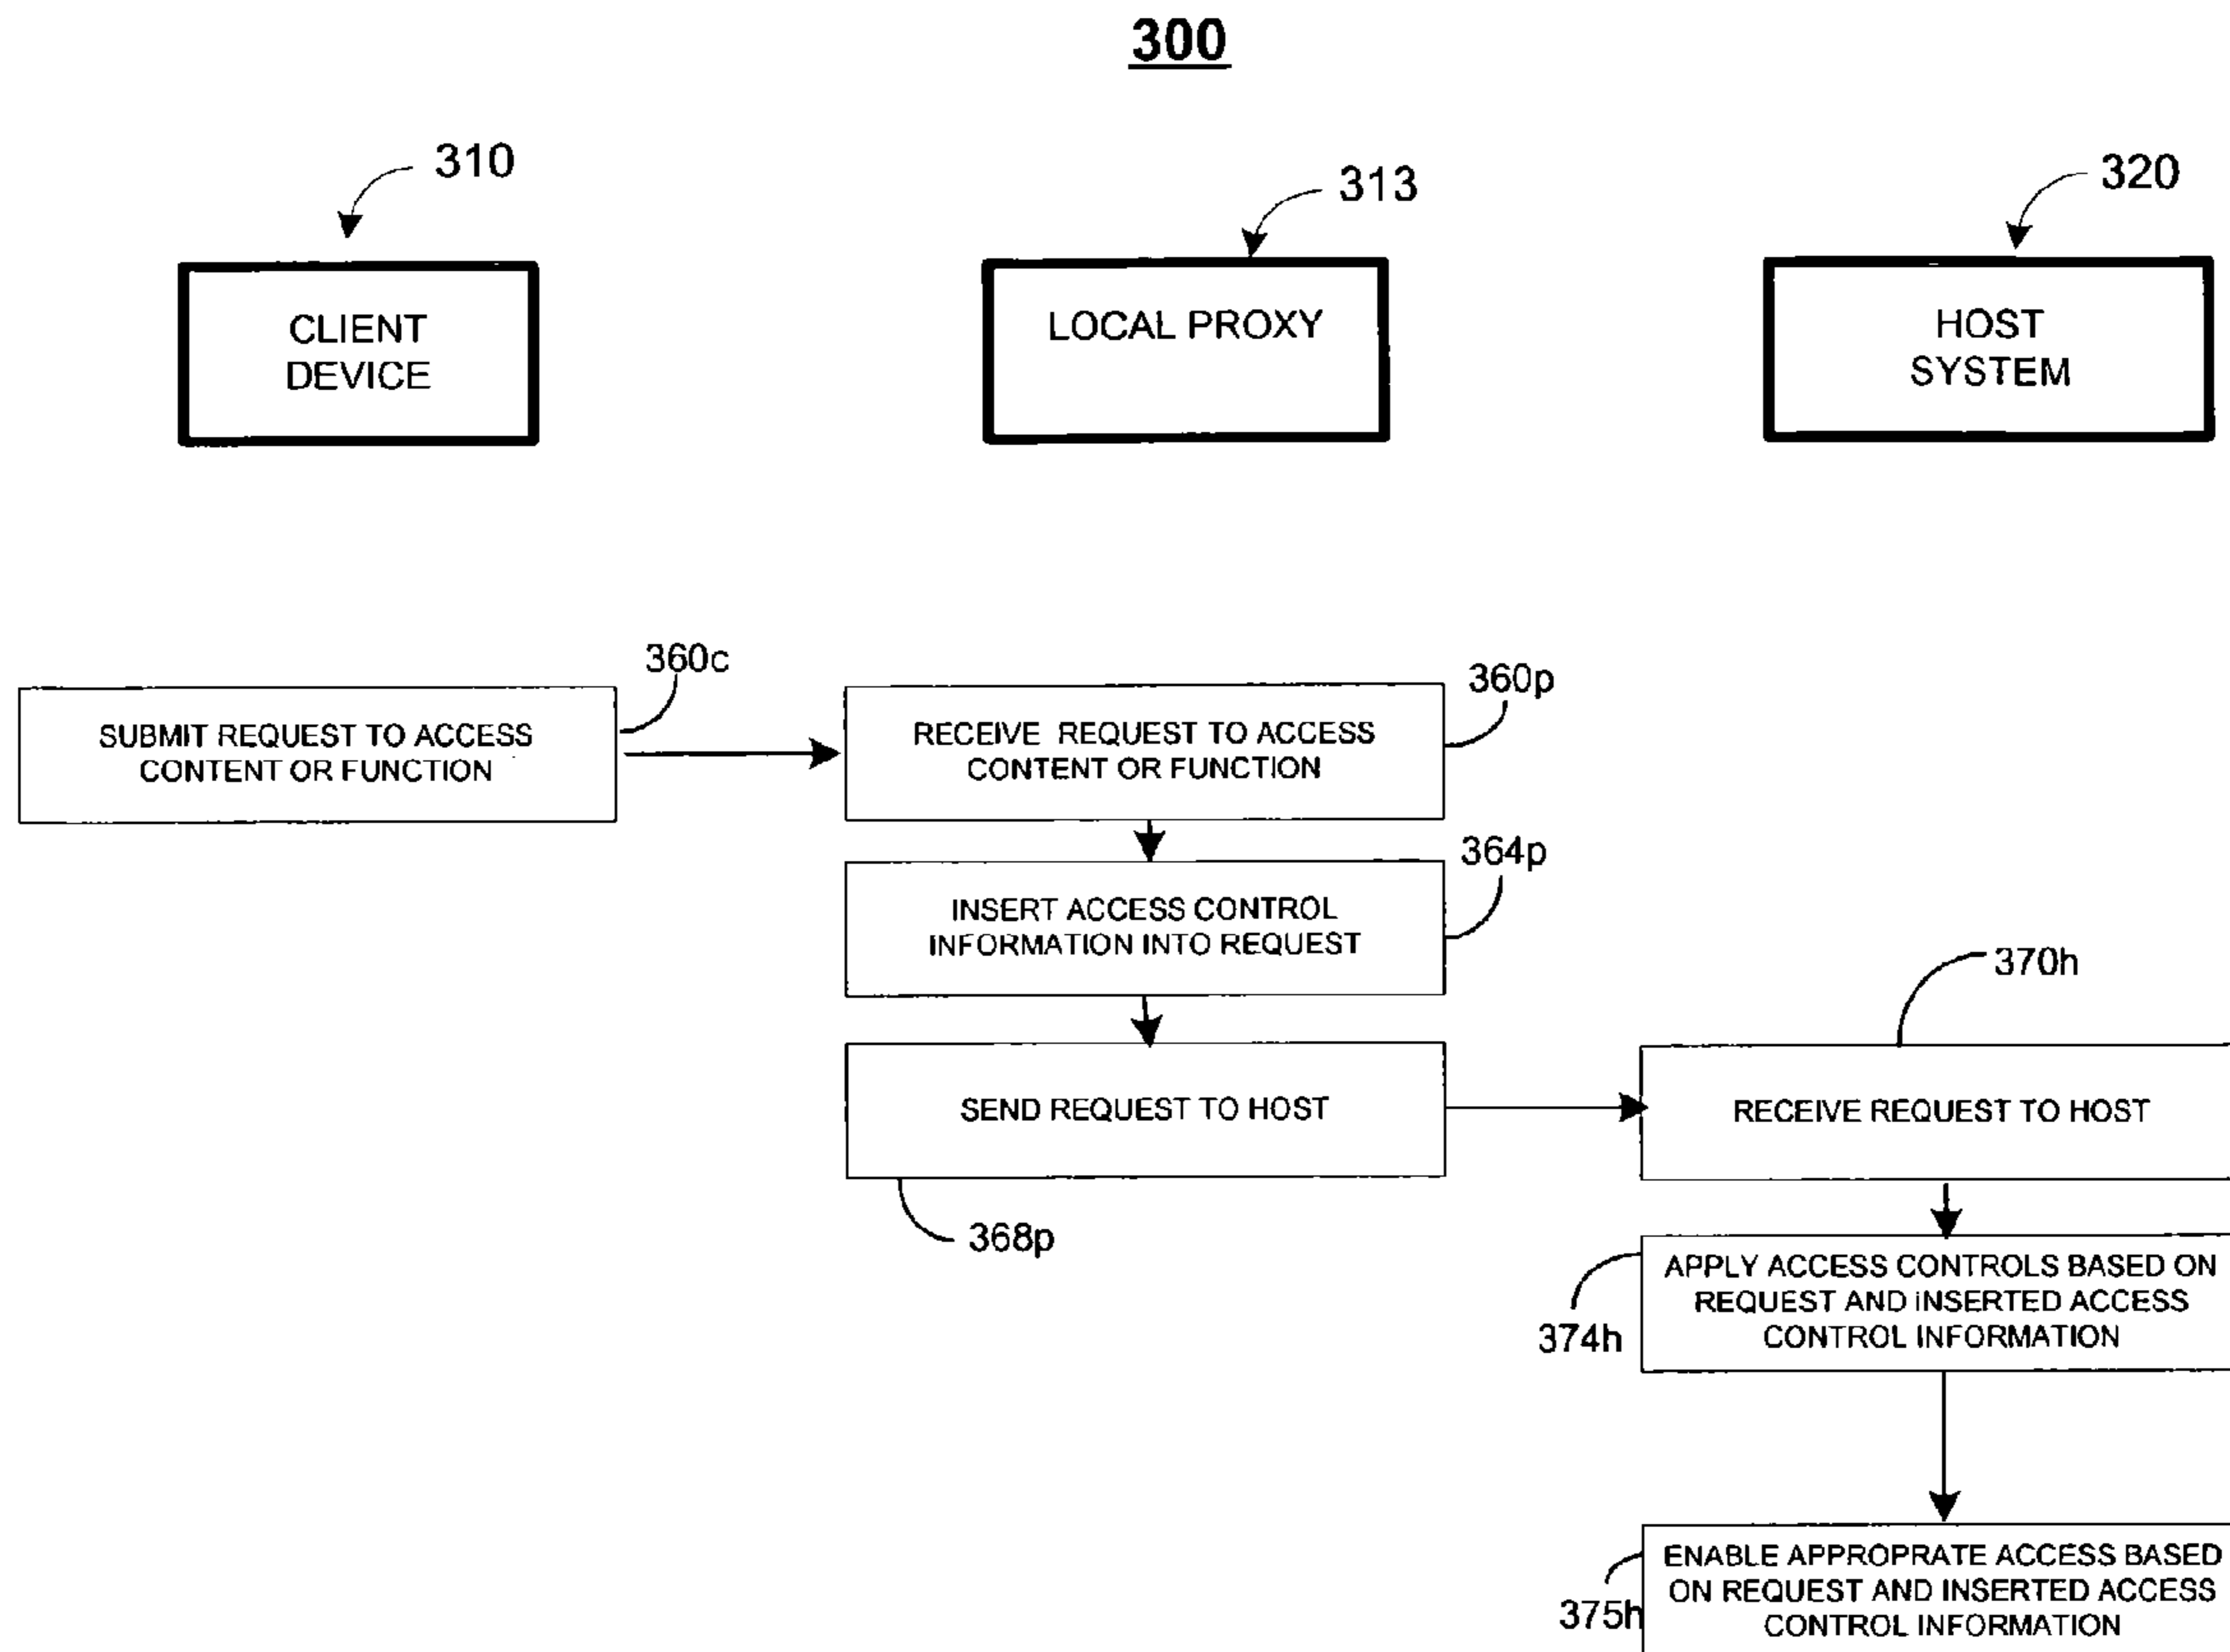 300
310
313
320
CLIENT
DEVICE
LOCAL PROXY
HOST
SYSTEM
360c
360p
SUBMIT REQUEST TO ACCESS
CONTENT OR FUNCTION
RECEIVE REQUEST TO ACCESS
CONTENT OR FUNCTION
364p
INSERT ACCESS CONTROL
INFORMATION INTO REQUEST
370h
SEND REQUEST TO HOST
RECEIVE REQUEST TO HOST
368p
APPLY ACCESS CONTROLS BASED ON
REQUEST AND INSERTED ACCESS
CONTROL INFORMATION
374h
ENABLE APPROPRATE ACCESS BASED
ON REQUEST AND INSERTED ACCESS
CONTROL INFORMATION
375h